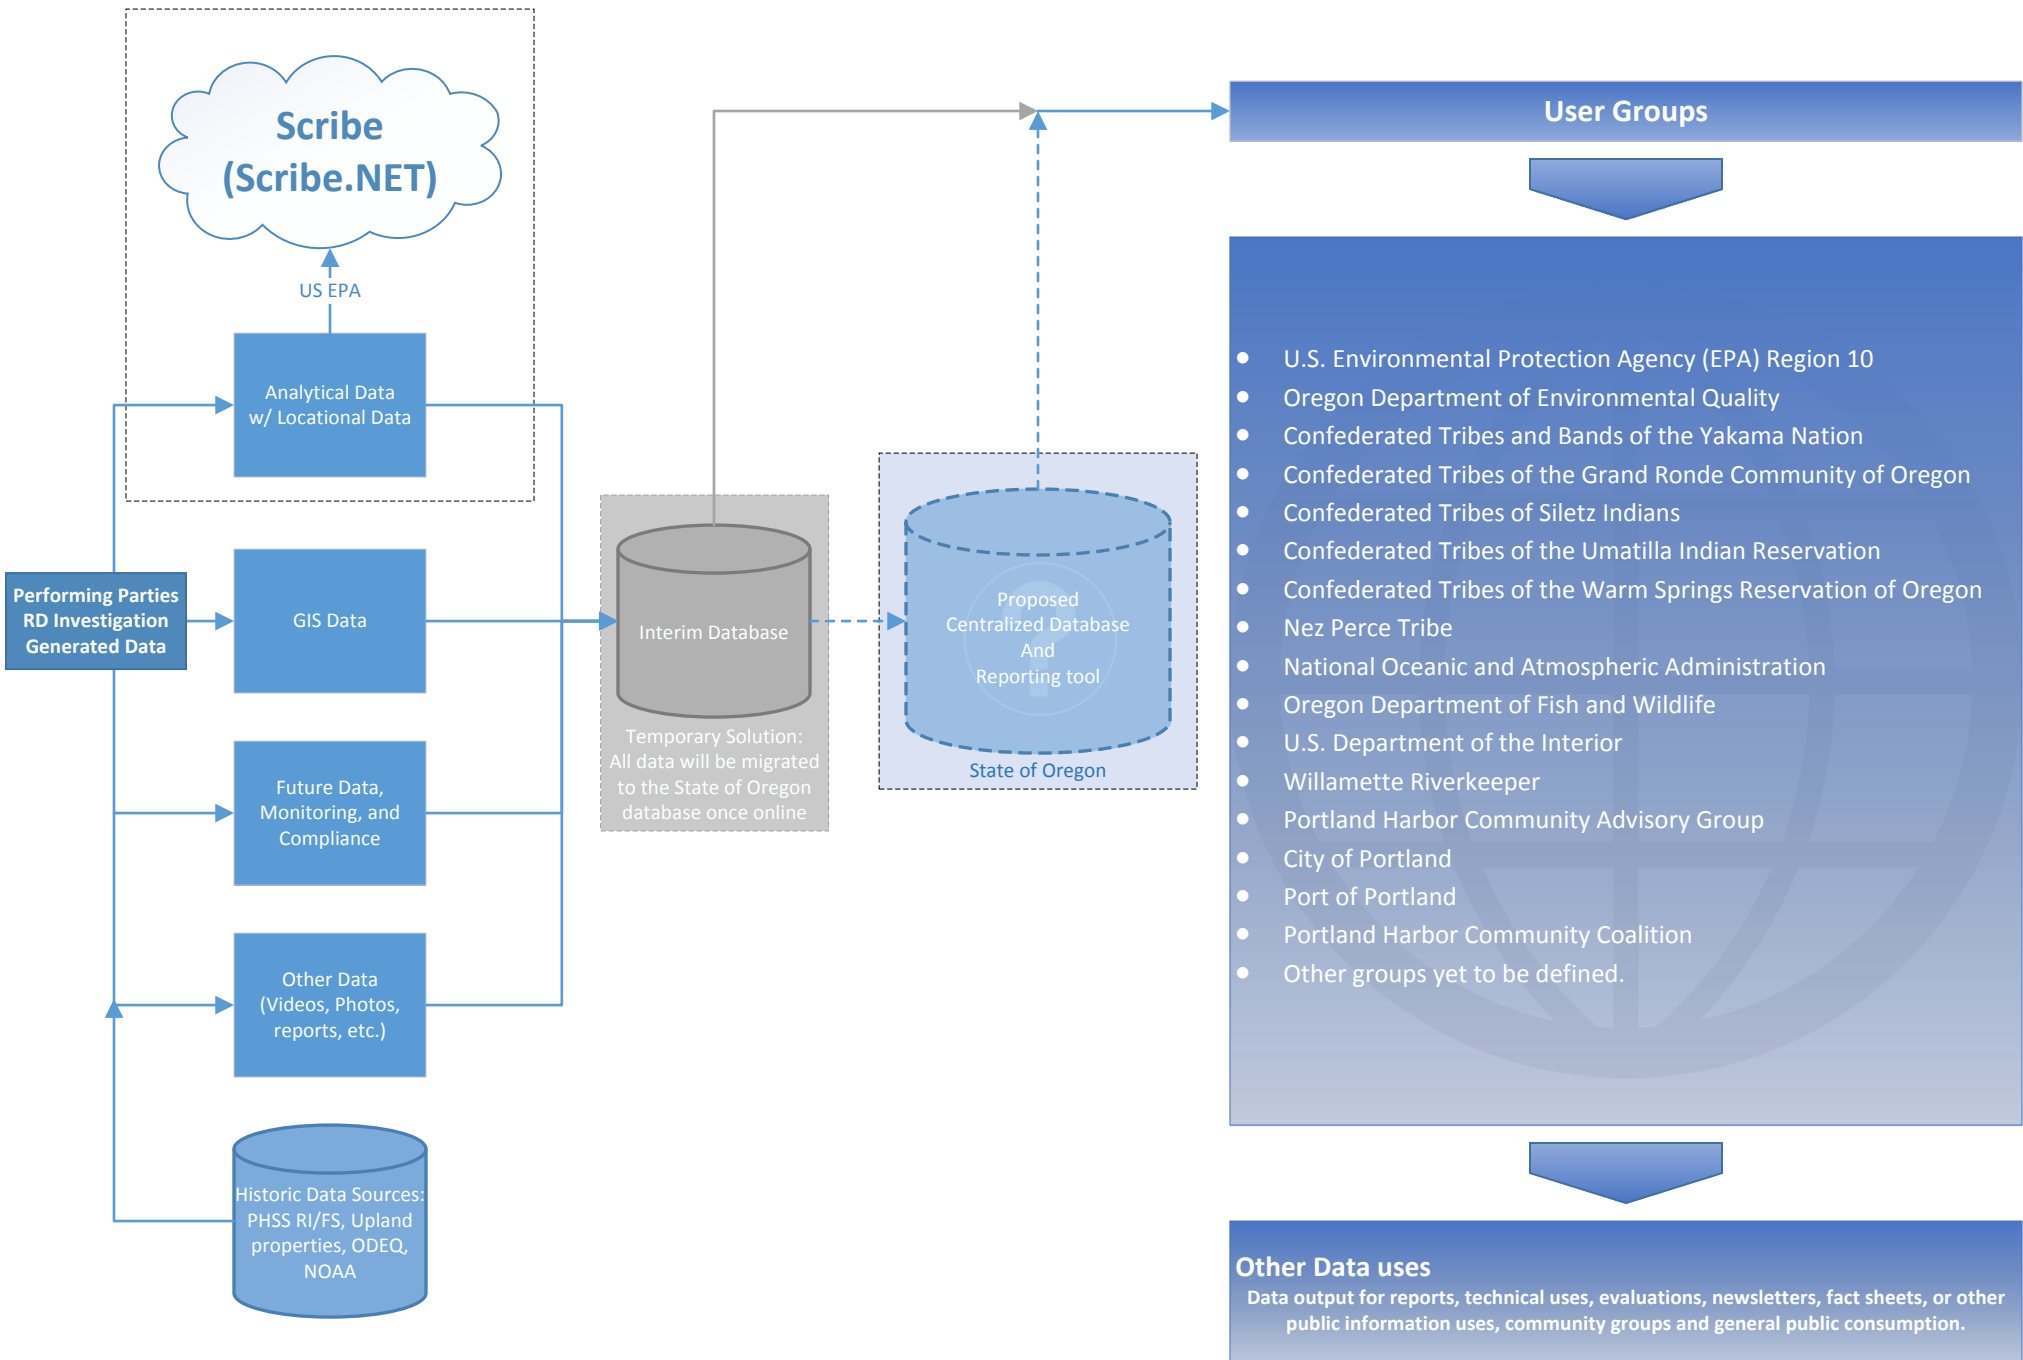 Scribe
(Scribe.NET)
US EPA
Analytical Data
w/ Locational Data
Performing Parties
RD Investigation
Generated Data
GIS Data
Future Data,
Monitoring, and
Compliance
Other Data
(Videos, Photos,
reports, etc.)
Historic Data Sources:
PHSS RI/FS, Upland
properties, ODEQ,
NOAA
Interim Database
Temporary Solution:
All data will be migrated
to the State of Oregon
database once online
?
Proposed
Centralized Database
And
Reporting tool
State of Oregon
User Groups
• U.S. Environmental Protection Agency (EPA) Region 10
• Oregon Department of Environmental Quality
• Confederated Tribes and Bands of the Yakama Nation
• Confederated Tribes of the Grand Ronde Community of Oregon
• Confederated Tribes of Siletz Indians
• Confederated Tribes of the Umatilla Indian Reservation
• Confederated Tribes of the Warm Springs Reservation of Oregon
• Nez Perce Tribe
• National Oceanic and Atmospheric Administration
• Oregon Department of Fish and Wildlife
• U.S. Department of the Interior
• Willamette Riverkeeper
• Portland Harbor Community Advisory Group
• City of Portland
• Port of Portland
• Portland Harbor Community Coalition
• Other groups yet to be defined.
Other Data uses
Data output for reports, technical uses, evaluations, newsletters, fact sheets, or other
public information uses, community groups and general public consumption.